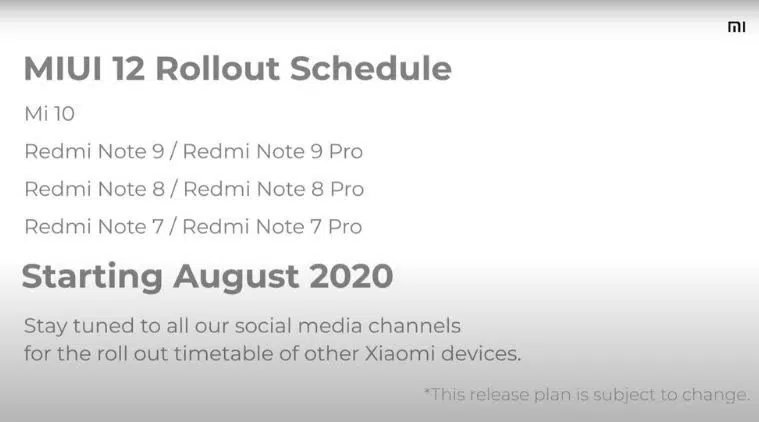 mi
MIUI 12 Rollout Schedule
Mi 10
Redmi Note 9 / Redmi Note 9 Pro
Redmi Note 8 / Redmi Note 8 Pro
Redmi Note 7 / Redmi Note 7 Pro
Starting August 2020
Stay tuned to all our social media channels
for the roll out timetable of other Xiaomi devices.
*This release plan is subject to change.